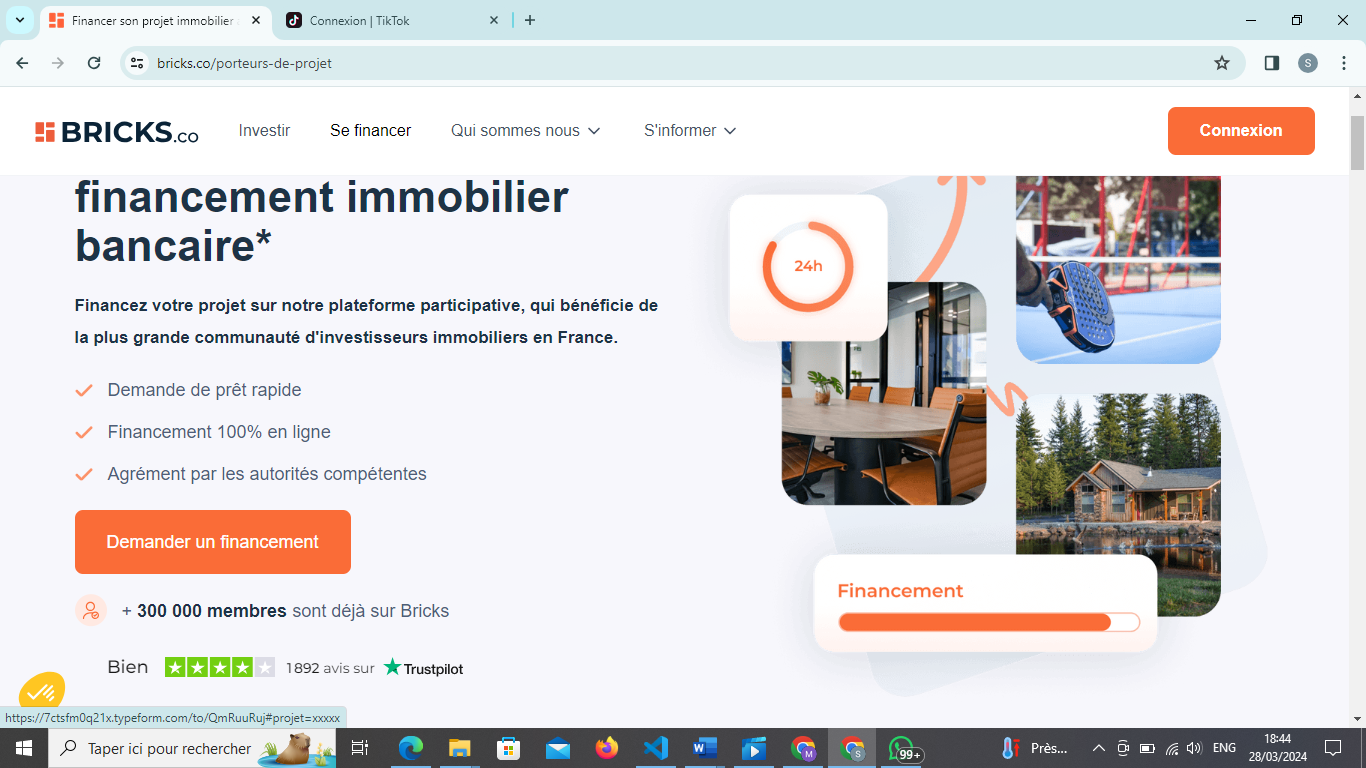 Financer son projet immobilier
Connexion | TikTok
bricks.co/porteurs-de-projet
S
BRICKS.co
Investir
Se financer
Qui sommes nous
S'informer
Connexion
financement immobilier
bancaire*
Financez votre projet sur notre plateforme participative, qui bénéficie de
la plus grande communauté d'investisseurs immobiliers en France.
Demande de prêt rapide
Financement 100% en ligne
Agrément par les autorités compétentes
Demander un financement
+ 300 000 membres sont déjà sur Bricks
Bien
1 892 avis sur
Trustpilot
24h
Financement
https://7ctsfm0q21x.typeform.com/to/QmRuuRuj#projet=xxxxx
Taper ici pour rechercher
M
S
99+
Près...
ENG
18:44
28/03/2024